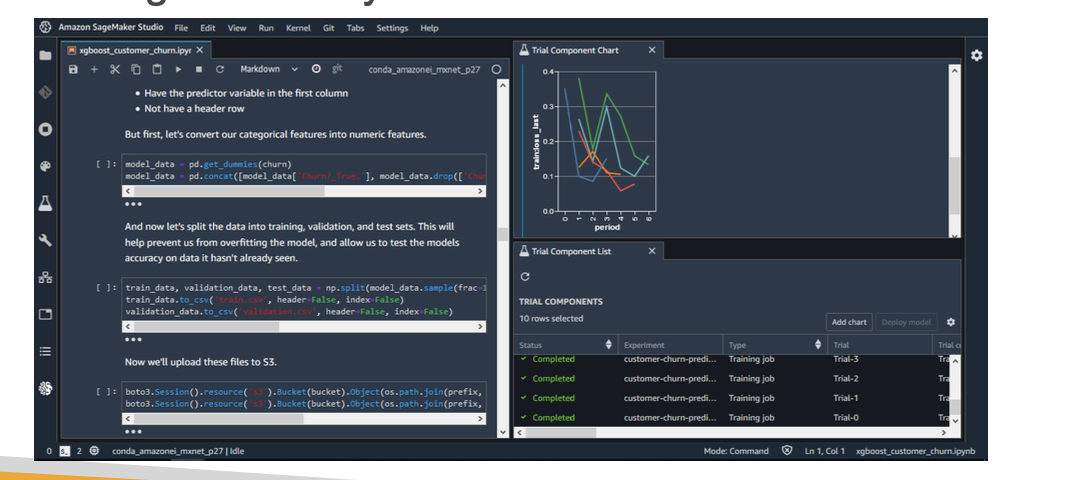 Amazon SageMaker Studio File Edit View Run Kernel Git Tabs Settings Help
xgboost_customer_churn.ipyr
Markdown git conda_amazonei_mxnet_p27
Have the predictor variable in the first column
Not have a header row
But first, let's convert our categorical features into numeric features.
[ ]: model_data = pd.get_dummies(churn)
model_data = pd.concat([model_data['Churn?_True.'], model_data.drop(['Chu
And now let's split the data into training, validation, and test sets. This will
help prevent us from overfitting the model, and allow us to test the models
accuracy on data it hasn't already seen.
[ ]: train_data, validation_data, test_data = np.split(model_data.sample(frac=1
train_data.to_csv('train.csv', header=False, index=False)
validation_data.to_csv('validation.csv', header=False, index=False)
Now we'll upload these files to S3.
[ ]: boto3.Session().resource('s3').Bucket(bucket).Object(os.path.join(prefix,
boto3.Session().resource('s3').Bucket(bucket).Object(os.path.join(prefix,
Trial Component Chart
0.4
0.3
0.2
0.1
0.0
train:loss_last
0 1 2 3 4 5 6
period
Trial Component List
TRIAL COMPONENTS
10 rows selected
Add chart Deploy model
Status Experiment Type Trial Trial co
Completed customer-churn-predi... Training job Trial-3 Tra
Completed customer-churn-predi... Training job Trial-2 Tra
Completed customer-churn-predi... Training job Trial-1 Tra
Completed customer-churn-predi... Training job Trial-0 Tra
0 2 conda_amazonei_mxnet_p27 | Idle Mode: Command Ln 1, Col 1 xgboost_customer_churn.ipynb